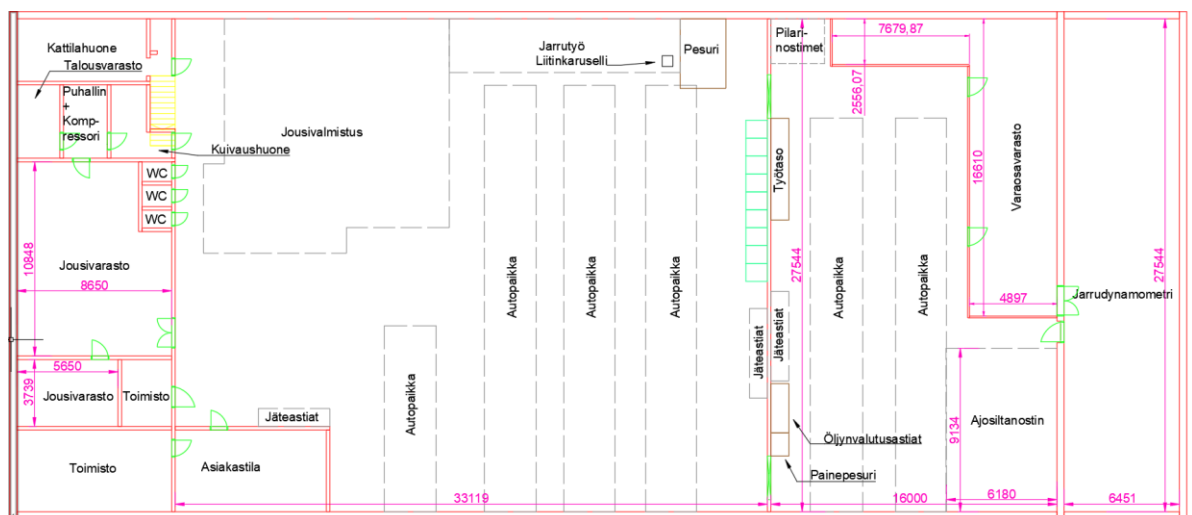 Kattilahuone
Talousvarasto
Puhallin
+
Komp-
ressori
Kuivaushuone
WC
WC
WC
10848
Jousivarasto
8650
5650
3739
Jousivarasto
Toimisto
Toimisto
Asiakastila
Jäteastiat
Jousivalmistus
Jarrutyö
Liitinkaruselli
Pesuri
Autopaikka
Autopaikka
Autopaikka
Autopaikka
33119
Jäteastiat
Jäteastiat
Pilari-
nostimet
27544
Työtaso
7679,87
2556,07
16610
Varaosavarasto
Autopaikka
Autopaikka
4897
Öljynvalutusastiat
Painepesuri
9134
Ajosiltanostin
16000
6180
Jarrudynamometri
27544
6451